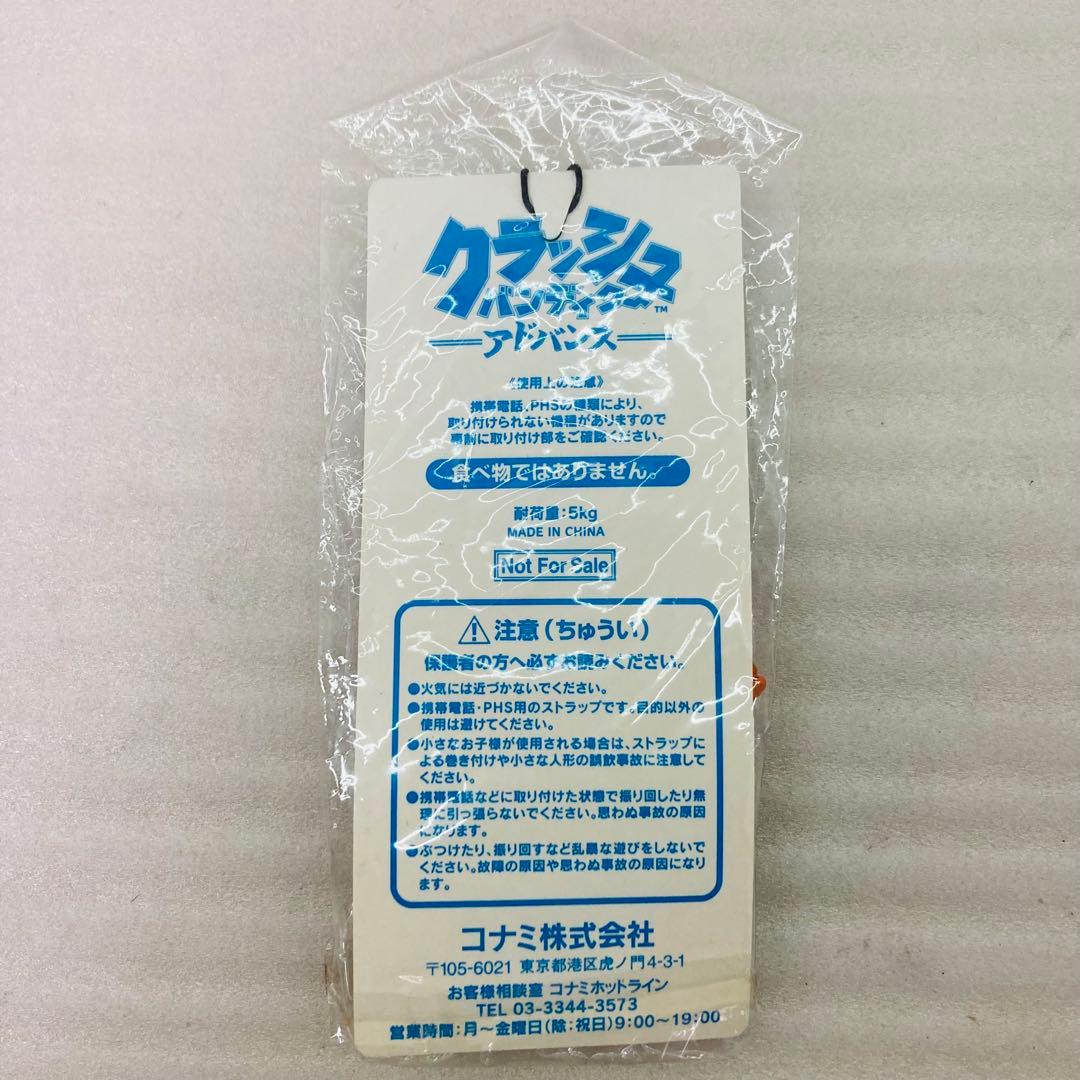 クラッシュ
バンディクー™
アドバンス
《使用上の注意》
携帯電話、PHSの種類により、
取り付けられない機種がありますので
事前に取り付け部をご確認ください。
食べ物ではありません。
耐荷重:5kg
MADE IN CHINA
Not For Sale
注意(ちゅうい)
保護者の方へ必ずお読みください。
●火気には近づかないでください。
●携帯電話・PHS用のストラップです。目的以外の
使用は避けてください。
●小さなお子様が使用される場合は、ストラップに
よる巻き付けや小さな人形の誤飲事故に注意して
ください。
●携帯電話などに取り付けた状態で振り回したり無
理に引っ張らないでください。思わぬ事故の原因
になります。
●ぶつけたり、振り回すなど乱暴な遊びをしないで
ください。故障の原因や思わぬ事故の原因になり
ます。
コナミ株式会社
〒105-6021 東京都港区虎ノ門4-3-1
お客様相談室 コナミホットライン
TEL 03-3344-3573
営業時間:月〜金曜日(除:祝日)9:00〜19:00